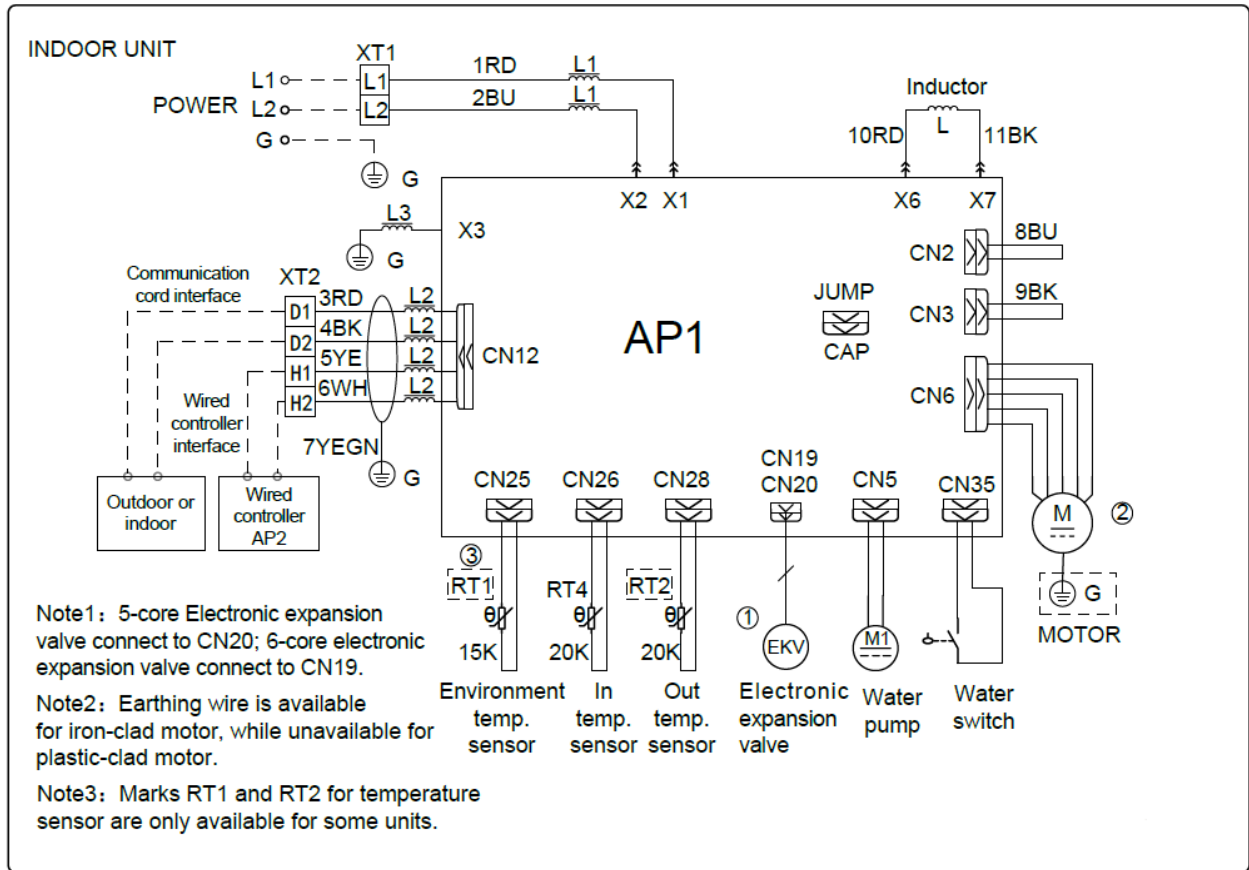 INDOOR UNIT
XT1
L1
L1
1RD
L1
POWER
L2
L2
2BU
L1
G
G
Inductor
L
10RD
11BK
X2
X1
X6
X7
L3
X3
G
CN2
8BU
Communication
cord interface
XT2
D1
3RD
L2
D2
4BK
L2
H1
5YE
L2
H2
6WH
L2
CN12
JUMP
CAP
AP1
CN3
9BK
CN6
Wired
controller
interface
7YEGN
G
Outdoor or
indoor
Wired
controller
AP2
CN25
CN26
CN28
CN19
CN20
CN5
CN35
M
②
G
MOTOR
③
RT1
θ
15K
RT4
θ
20K
RT2
θ
20K
①
EKV
M1
Environment
temp.
sensor
In
temp.
sensor
Out
temp.
sensor
Electronic
expansion
valve
Water
pump
Water
switch
Note1: 5-core Electronic expansion
valve connect to CN20; 6-core electronic
expansion valve connect to CN19.
Note2: Earthing wire is available
for iron-clad motor, while unavailable for
plastic-clad motor.
Note3: Marks RT1 and RT2 for temperature
sensor are only available for some units.